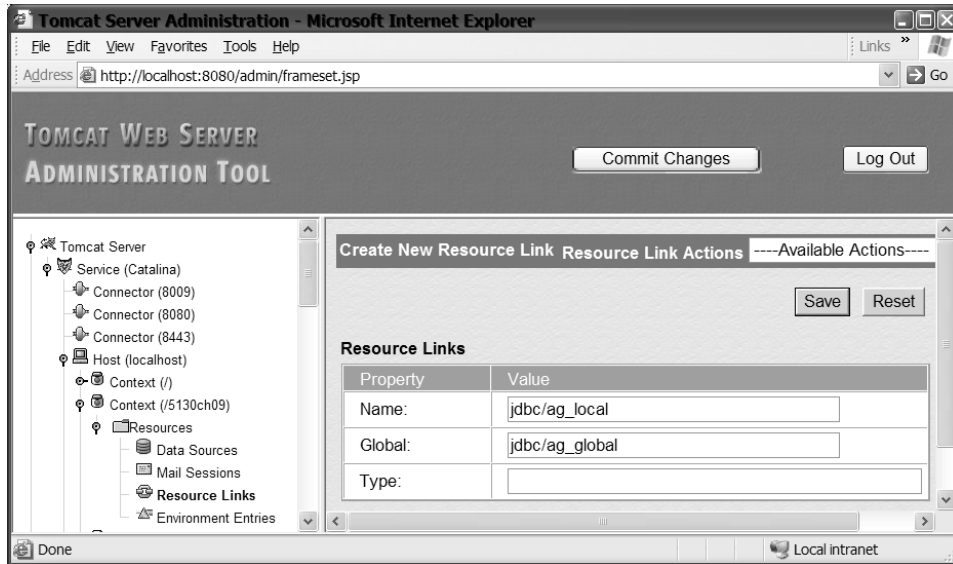 Tomcat Server Administration - Microsoft Internet Explorer
File Edit View Favorites Tools Help Links »
Address http://localhost:8080/admin/frameset.jsp Go
TOMCAT WEB SERVER
ADMINISTRATION TOOL
Commit Changes Log Out
Tomcat Server
Service (Catalina)
Connector (8009)
Connector (8080)
Connector (8443)
Host (localhost)
Context (/)
Context (/5130ch09)
Resources
Data Sources
Mail Sessions
Resource Links
Environment Entries
Create New Resource Link Resource Link Actions ----Available Actions----
Save Reset
Resource Links
Property Value
Name: jdbc/ag_local
Global: jdbc/ag_global
Type:
Done Local intranet